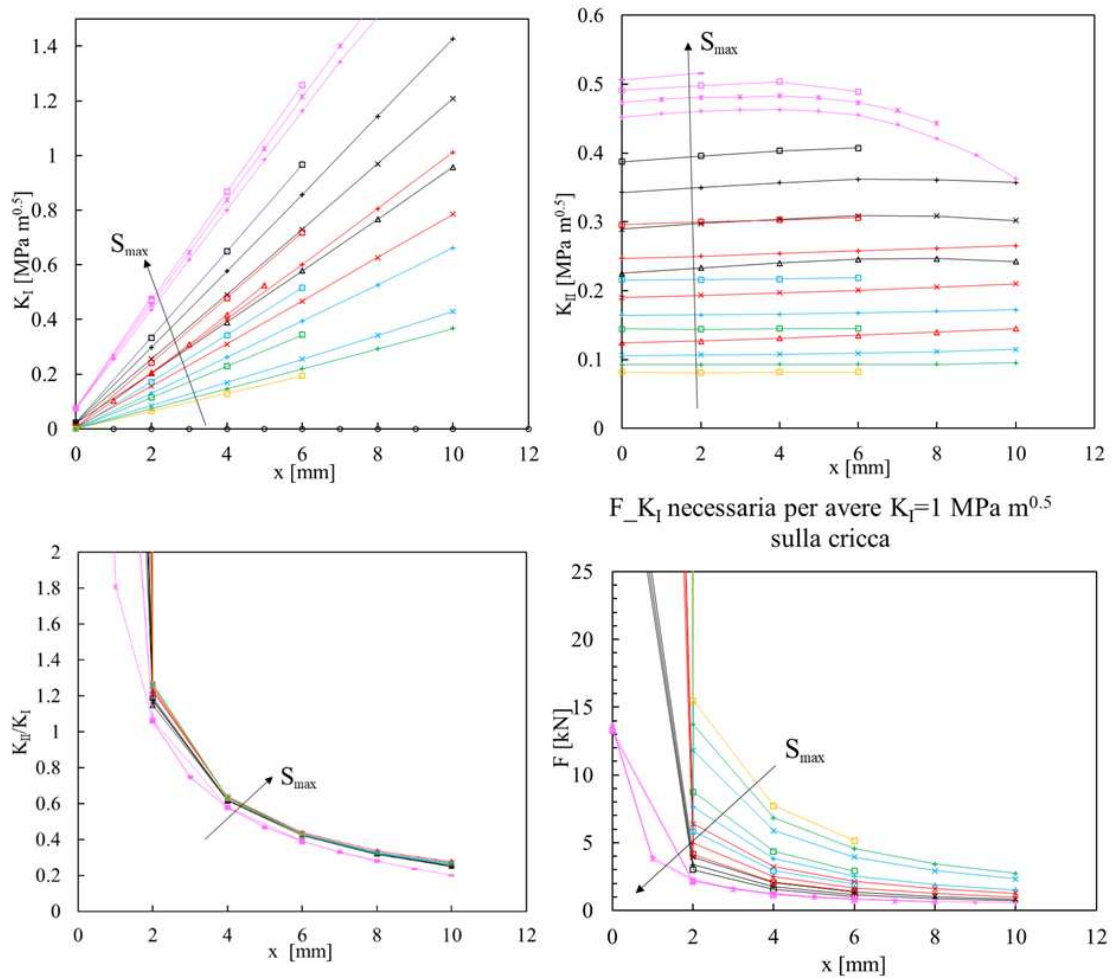 1.4
1.2
1
0.8
0.6
0.4
0.2
0
K_I [MPa m^0.5]
S_max
0 2 4 6 8 10 12
x [mm]
0.6
0.5
0.4
0.3
0.2
0.1
0
K_II [MPa m^0.5]
S_max
0 2 4 6 8 10 12
x [mm]
F_K_I necessaria per avere K_I=1 MPa m^0.5
sulla cricca
2
1.8
1.6
1.4
1.2
1
0.8
0.6
0.4
0.2
0
K_II/K_I
S_max
0 2 4 6 8 10 12
x [mm]
25
20
15
10
5
0
F [kN]
S_max
0 2 4 6 8 10 12
x [mm]